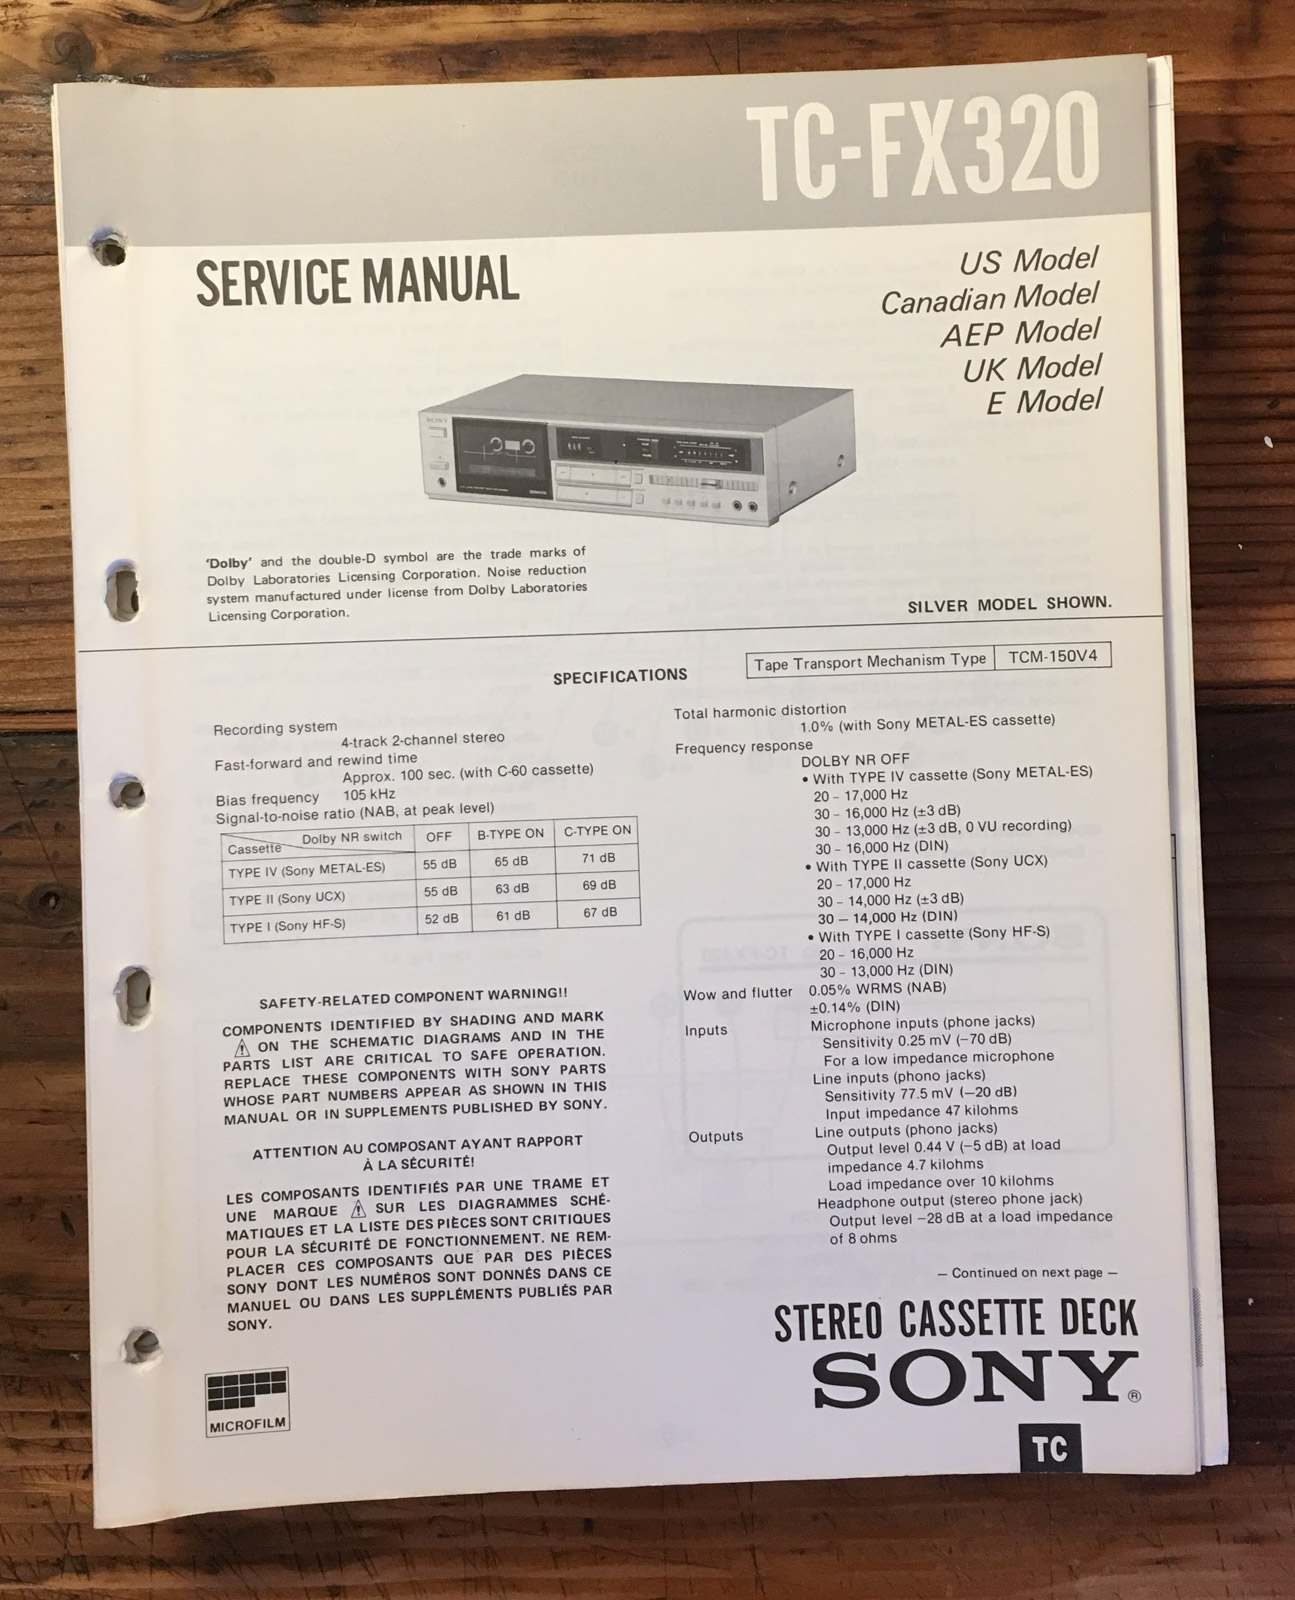 TC-FX320
SERVICE MANUAL
US Model
Canadian Model
AEP Model
UK Model
E Model
SONY
'Dolby' and the double-D symbol are the trade marks of
Dolby Laboratories Licensing Corporation. Noise reduction
system manufactured under license from Dolby Laboratories
Licensing Corporation.
SILVER MODEL SHOWN.
SPECIFICATIONS
Tape Transport Mechanism Type TCM-150V4
Recording system
4-track 2-channel stereo
Fast-forward and rewind time
Approx. 100 sec. (with C-60 cassette)
Bias frequency 105 kHz
Signal-to-noise ratio (NAB, at peak level)
Cassette Dolby NR switch OFF B-TYPE ON C-TYPE ON
TYPE IV (Sony METAL-ES) 55 dB 65 dB 71 dB
TYPE II (Sony UCX) 55 dB 63 dB 69 dB
TYPE I (Sony HF-S) 52 dB 61 dB 67 dB
SAFETY-RELATED COMPONENT WARNING!!
COMPONENTS IDENTIFIED BY SHADING AND MARK
⚠ ON THE SCHEMATIC DIAGRAMS AND IN THE
PARTS LIST ARE CRITICAL TO SAFE OPERATION.
REPLACE THESE COMPONENTS WITH SONY PARTS
WHOSE PART NUMBERS APPEAR AS SHOWN IN THIS
MANUAL OR IN SUPPLEMENTS PUBLISHED BY SONY.
ATTENTION AU COMPOSANT AYANT RAPPORT
À LA SÉCURITÉ!
LES COMPOSANTS IDENTIFIÉS PAR UNE TRAME ET
UNE MARQUE ⚠ SUR LES DIAGRAMMES SCHÉ-
MATIQUES ET LA LISTE DES PIÈCES SONT CRITIQUES
POUR LA SÉCURITÉ DE FONCTIONNEMENT. NE REM-
PLACER CES COMPOSANTS QUE PAR DES PIÈCES
SONY DONT LES NUMÉROS SONT DONNÉS DANS CE
MANUEL OU DANS LES SUPPLÉMENTS PUBLIÉS PAR
SONY.
MICROFILM
Total harmonic distortion
1.0% (with Sony METAL-ES cassette)
Frequency response
DOLBY NR OFF
• With TYPE IV cassette (Sony METAL-ES)
20 - 17,000 Hz
30 - 16,000 Hz (±3 dB)
30 - 13,000 Hz (±3 dB, 0 VU recording)
30 - 16,000 Hz (DIN)
• With TYPE II cassette (Sony UCX)
20 - 17,000 Hz
30 - 14,000 Hz (±3 dB)
30 — 14,000 Hz (DIN)
• With TYPE I cassette (Sony HF-S)
20 - 16,000 Hz
30 - 13,000 Hz (DIN)
Wow and flutter 0.05% WRMS (NAB)
±0.14% (DIN)
Inputs Microphone inputs (phone jacks)
Sensitivity 0.25 mV (−70 dB)
For a low impedance microphone
Line inputs (phono jacks)
Sensitivity 77.5 mV (−20 dB)
Input impedance 47 kilohms
Outputs Line outputs (phono jacks)
Output level 0.44 V (−5 dB) at load
impedance 4.7 kilohms
Load impedance over 10 kilohms
Headphone output (stereo phone jack)
Output level −28 dB at a load impedance
of 8 ohms
— Continued on next page —
STEREO CASSETTE DECK
SONY®
TC